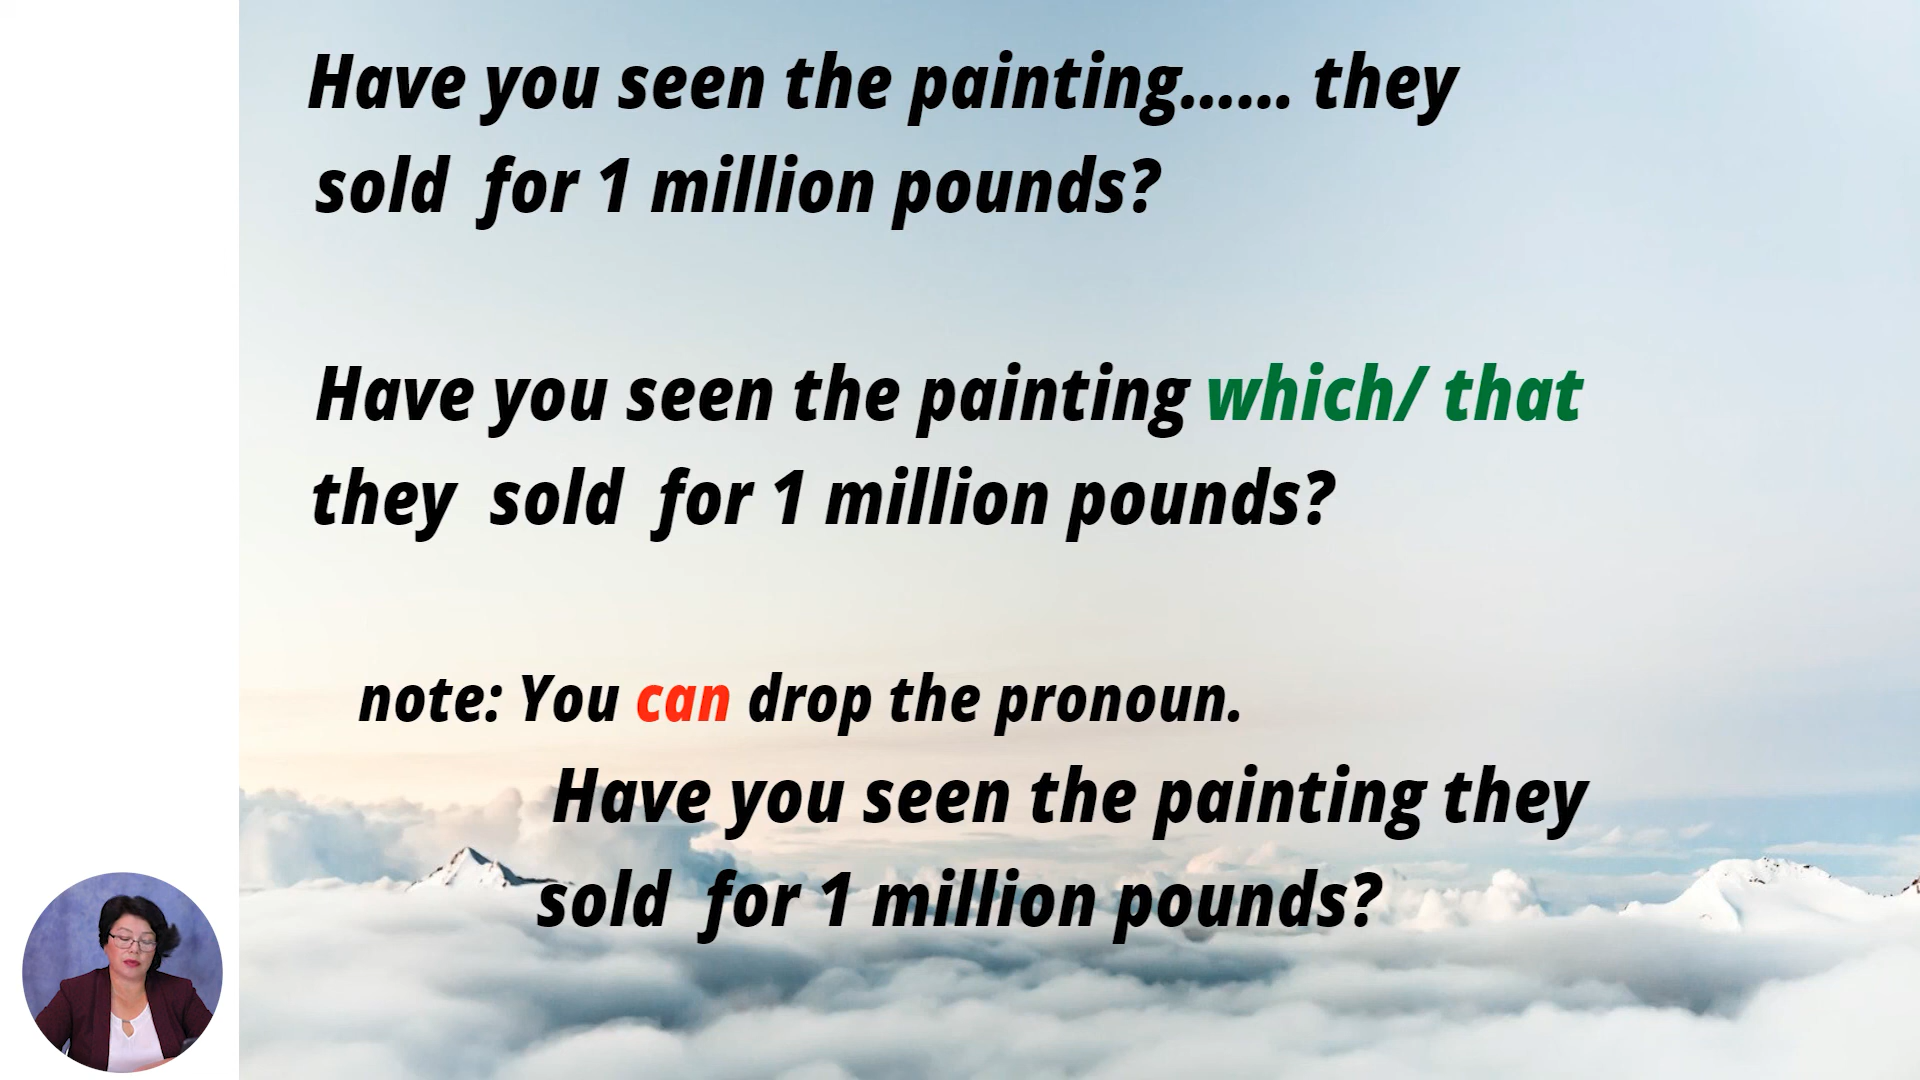 Have you seen the painting...... they
sold for 1 million pounds?
Have you seen the painting which/ that
they sold for 1 million pounds?
note: You can drop the pronoun.
Have you seen the painting they
sold for 1 million pounds?